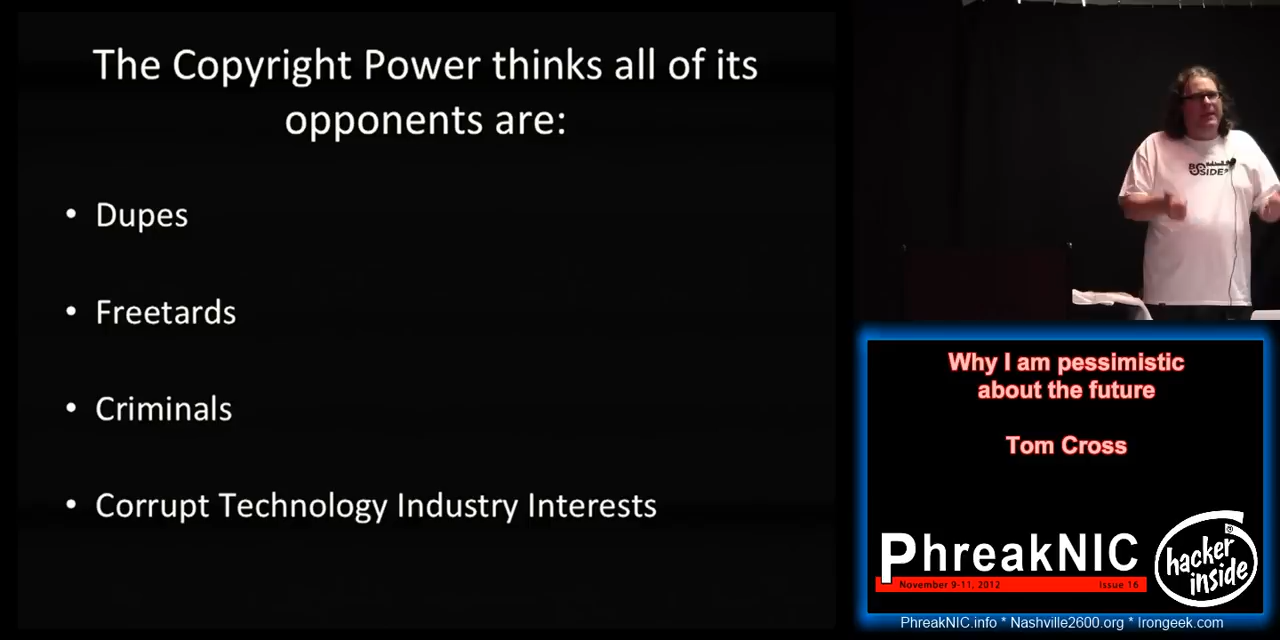 The Copyright Power thinks all of its
opponents are:
• Dupes
• Freetards
• Criminals
• Corrupt Technology Industry Interests
Why I am pessimistic
about the future
Tom Cross
PhreakNIC
November 9-11, 2012 Issue 16
hacker
inside
PhreakNIC.info * Nashville2600.org * Irongeek.com